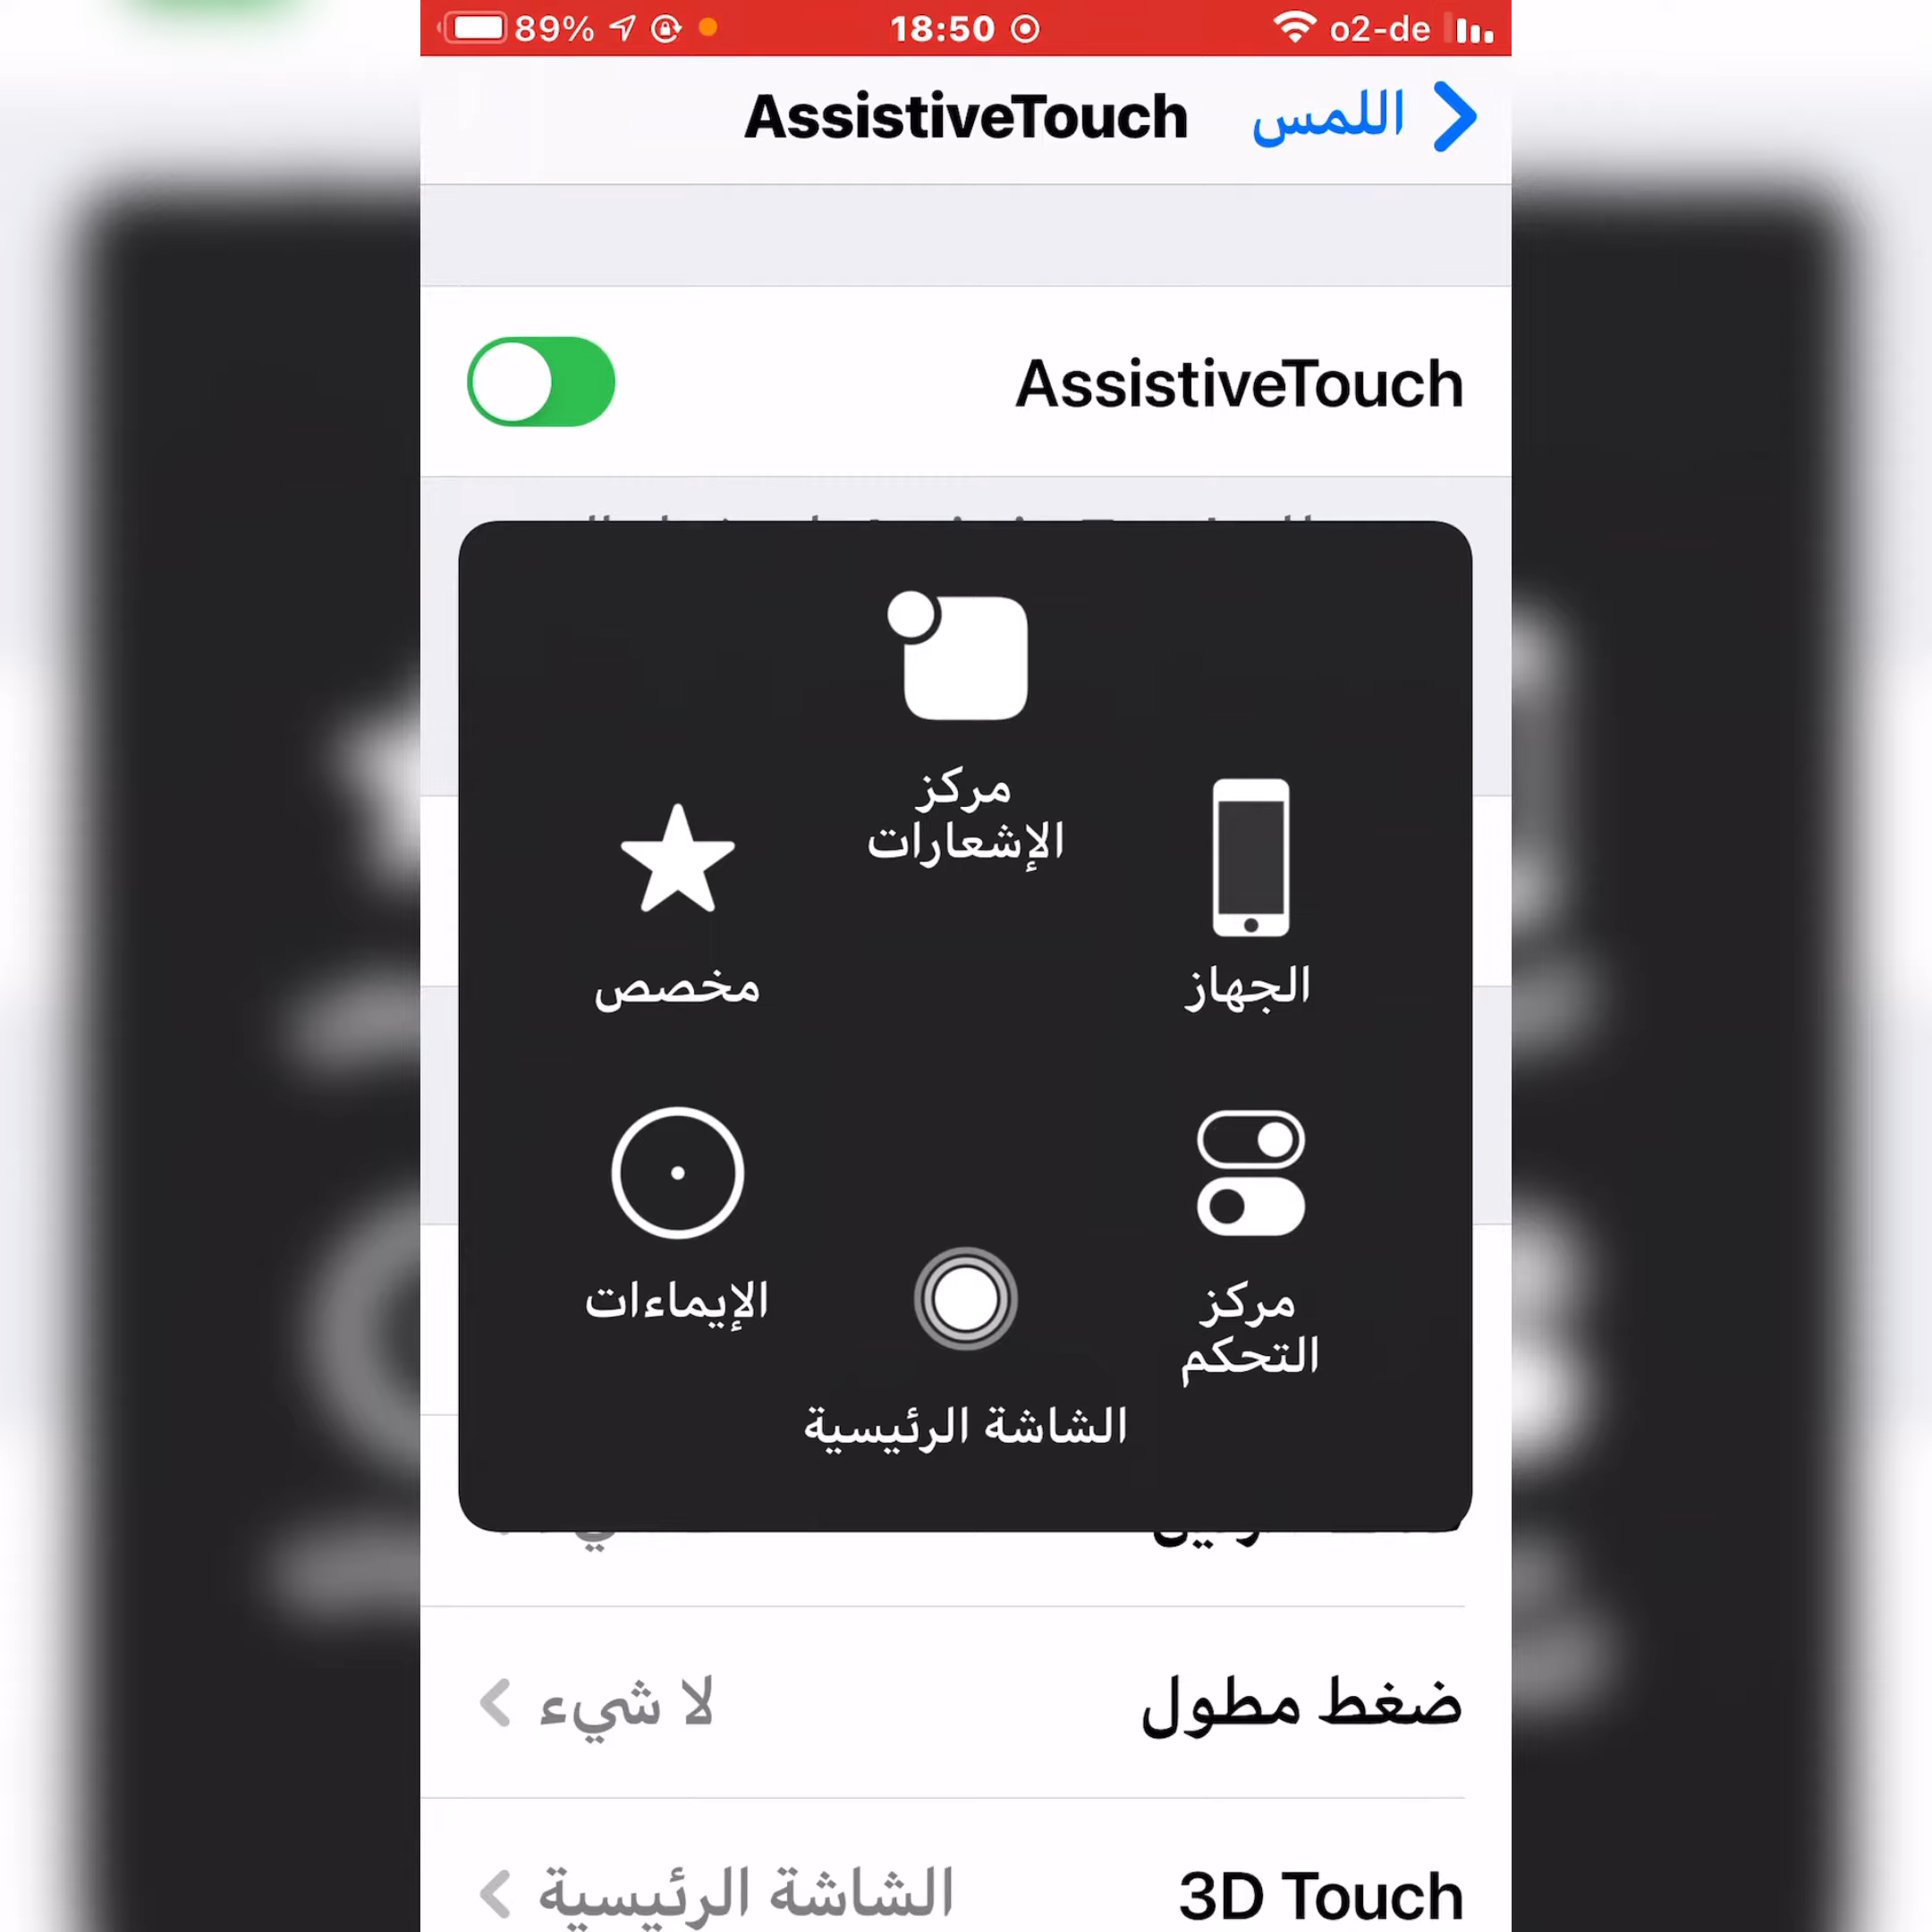 89% 18:50 o2-de
اللمس AssistiveTouch
AssistiveTouch
مركز
الإشعارات
الجهاز
مخصص
مركز
التحكم
الإيماءات
الشاشة الرئيسية
ضغط مطول لا شيء
3D Touch الشاشة الرئيسية